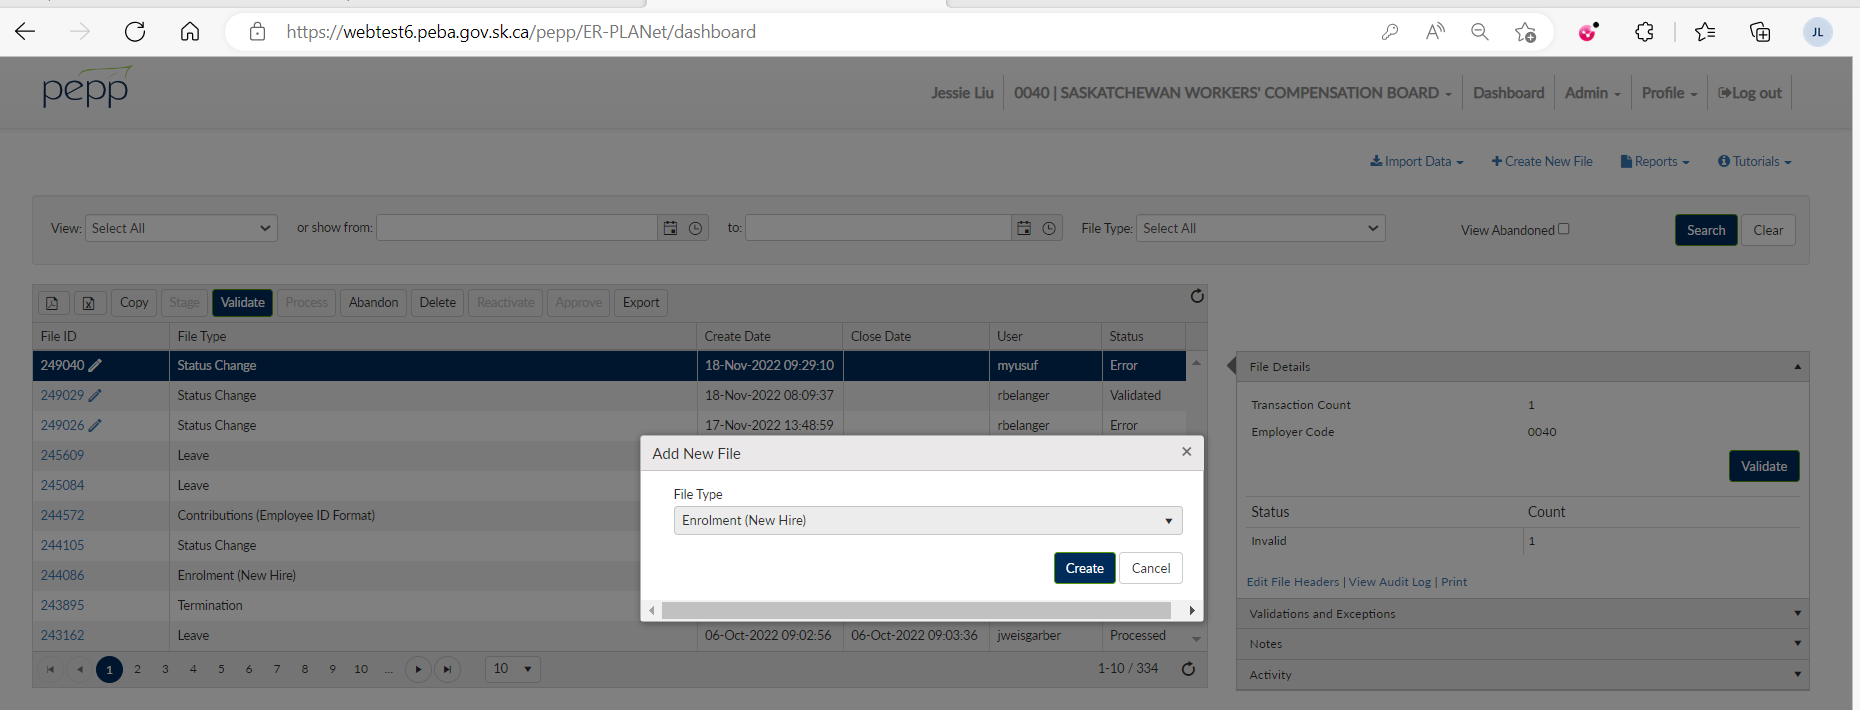 https://webtest6.peba.gov.sk.ca/pepp/ER-PLANet/dashboard
JL
pepp
Jessie Liu
0040 | SASKATCHEWAN WORKERS' COMPENSATION BOARD
Dashboard
Admin
Profile
Log out
Import Data
Create New File
Reports
Tutorials
View: Select All
or show from:
to:
File Type: Select All
View Abandoned
Search
Clear
Copy Stage Validate Process Abandon Delete Reactivate Approve Export
File ID File Type Create Date Close Date User Status
249040 Status Change 18-Nov-2022 09:29:10 myusuf Error
249029 Status Change 18-Nov-2022 08:09:37 rbelanger Validated
249026 Status Change 17-Nov-2022 13:48:59 rbelanger Error
245609 Leave
245084 Leave
244572 Contributions (Employee ID Format)
244105 Status Change
244086 Enrolment (New Hire)
243895 Termination
243162 Leave 06-Oct-2022 09:02:56 06-Oct-2022 09:03:36 jweisgarber Processed
1 2 3 4 5 6 7 8 9 10 ... 10 1-10 / 334
Add New File
File Type
Enrolment (New Hire)
Create Cancel
File Details
Transaction Count 1
Employer Code 0040
Validate
Status Count
Invalid 1
Edit File Headers | View Audit Log | Print
Validations and Exceptions
Notes
Activity